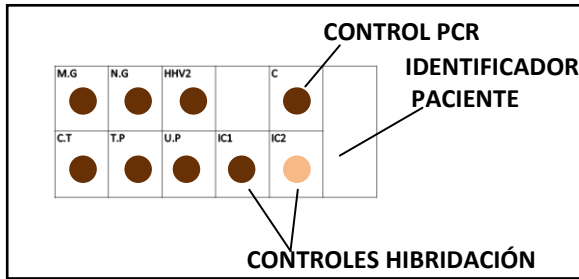 CONTROL PCR
IDENTIFICADOR
PACIENTE
M.G N.G HHV2 C
C.T T.P U.P IC1 IC2
CONTROLES HIBRIDACIÓN